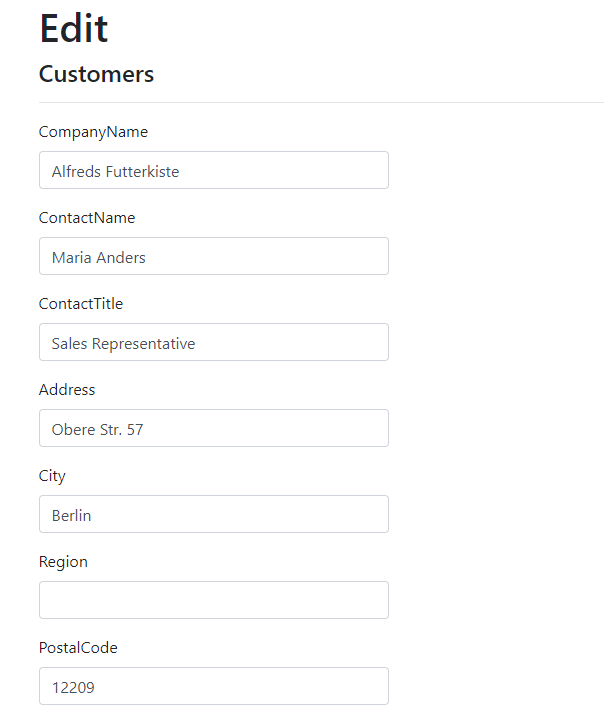 Edit
Customers
CompanyName
Alfreds Futterkiste
ContactName
Maria Anders
ContactTitle
Sales Representative
Address
Obere Str. 57
City
Berlin
Region
PostalCode
12209